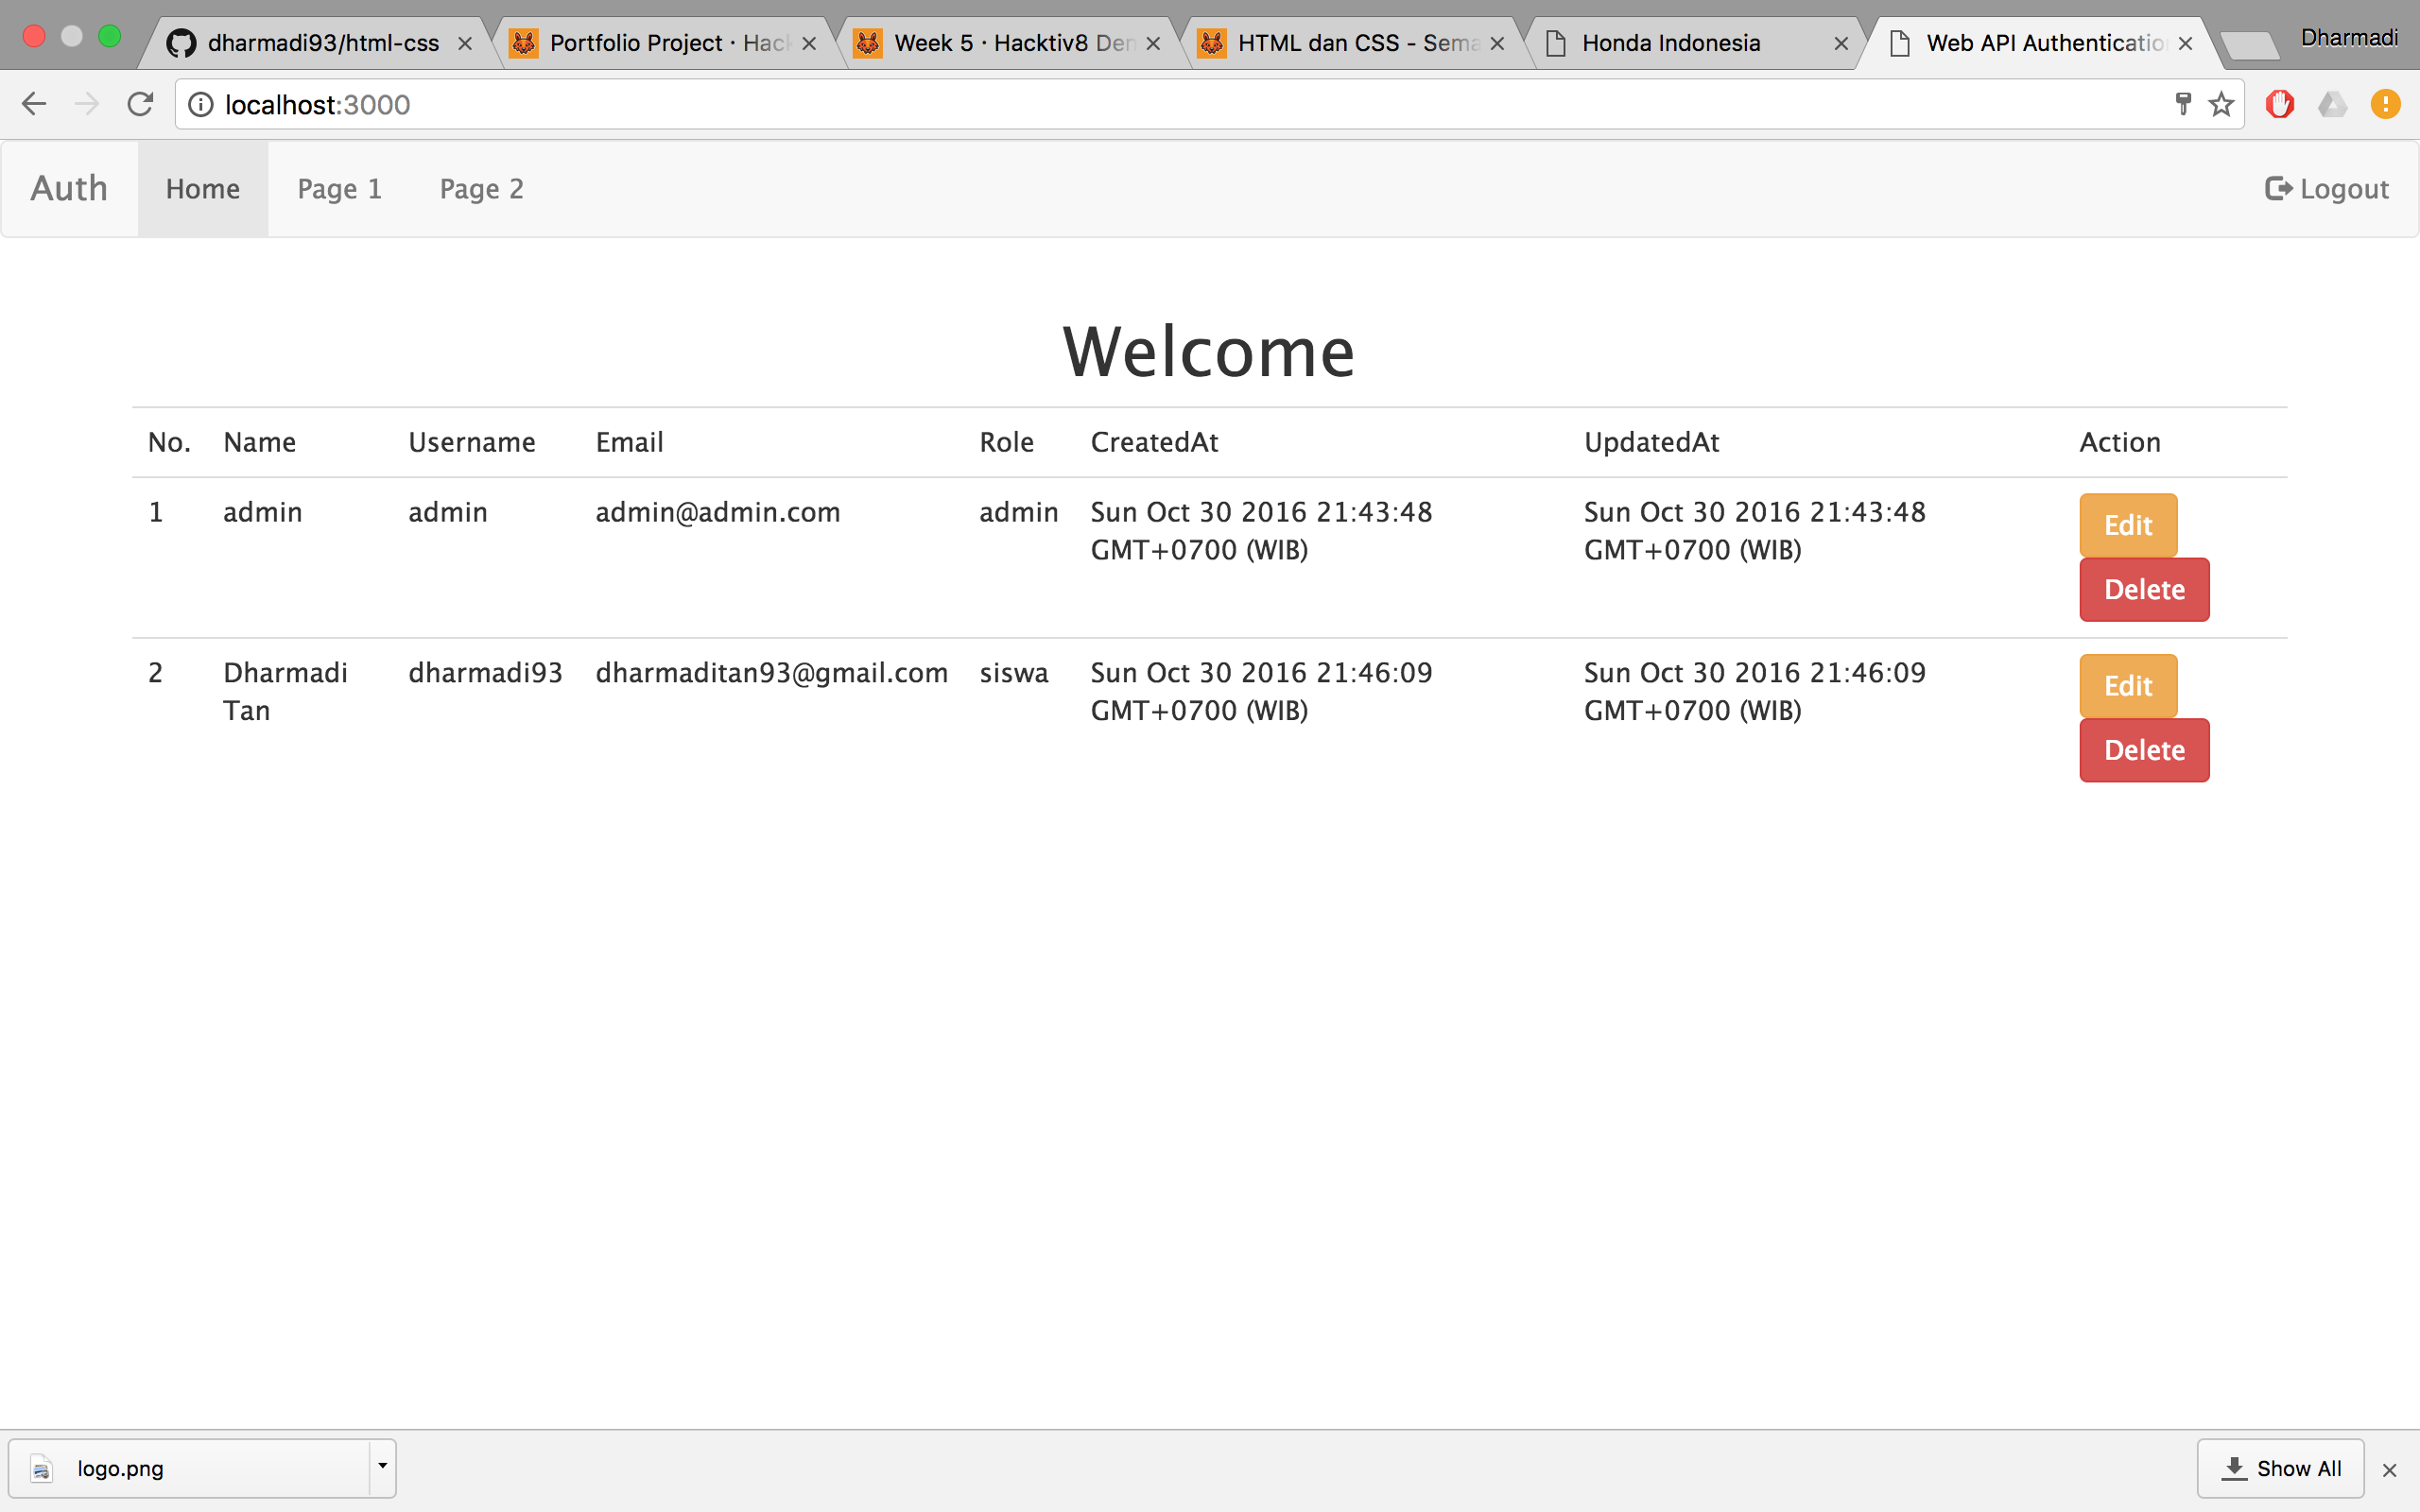 dharmadi93/html-css
Portfolio Project · Hack
Week 5 · Hacktiv8 Den
HTML dan CSS - Sema
Honda Indonesia
Web API Authenticatio
Dharmadi
localhost:3000
Auth Home Page 1 Page 2 Logout
Welcome
No. Name Username Email Role CreatedAt UpdatedAt Action
1 admin admin admin@admin.com admin Sun Oct 30 2016 21:43:48 Sun Oct 30 2016 21:43:48 Edit
GMT+0700 (WIB) GMT+0700 (WIB)
Delete
2 Dharmadi dharmadi93 dharmaditan93@gmail.com siswa Sun Oct 30 2016 21:46:09 Sun Oct 30 2016 21:46:09 Edit
Tan GMT+0700 (WIB) GMT+0700 (WIB)
Delete
logo.png
Show All